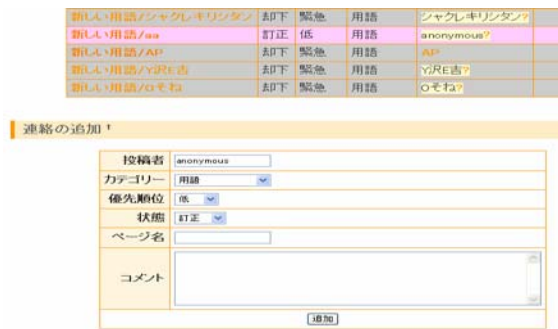 新しい用語/シャクレキリシタン 却下 緊急 用語 シャクレキリシタン?
新しい用語/aa 訂正 低 用語 anonymous?
新しい用語/AP 却下 緊急 用語 AP
新しい用語/Y沢E吉 却下 緊急 用語 Y沢E吉?
新しい用語/Oそね 却下 緊急 用語 Oそね?
連絡の追加 †
投稿者 anonymous
カテゴリー 用語
優先順位 低
状態 訂正
ページ名
コメント
追加